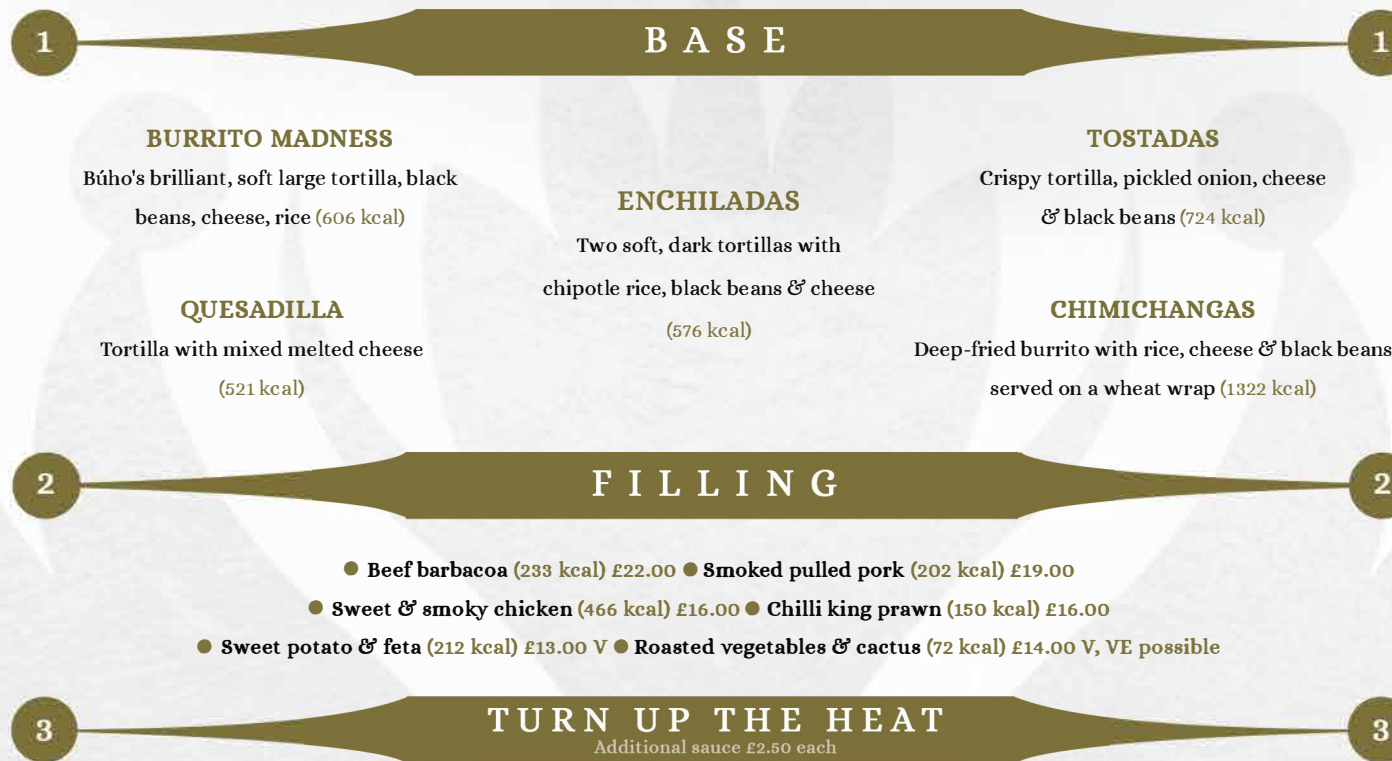 1 BASE 1
BURRITO MADNESS
Búho's brilliant, soft large tortilla, black
beans, cheese, rice (606 kcal)
QUESADILLA
Tortilla with mixed melted cheese
(521 kcal)
ENCHILADAS
Two soft, dark tortillas with
chipotle rice, black beans & cheese
(576 kcal)
TOSTADAS
Crispy tortilla, pickled onion, cheese
& black beans (724 kcal)
CHIMICHANGAS
Deep-fried burrito with rice, cheese & black beans
served on a wheat wrap (1322 kcal)
2 FILLING 2
● Beef barbacoa (233 kcal) £22.00 ● Smoked pulled pork (202 kcal) £19.00
● Sweet & smoky chicken (466 kcal) £16.00 ● Chilli king prawn (150 kcal) £16.00
● Sweet potato & feta (212 kcal) £13.00 V ● Roasted vegetables & cactus (72 kcal) £14.00 V, VE possible
3 TURN UP THE HEAT 3
Additional sauce £2.50 each